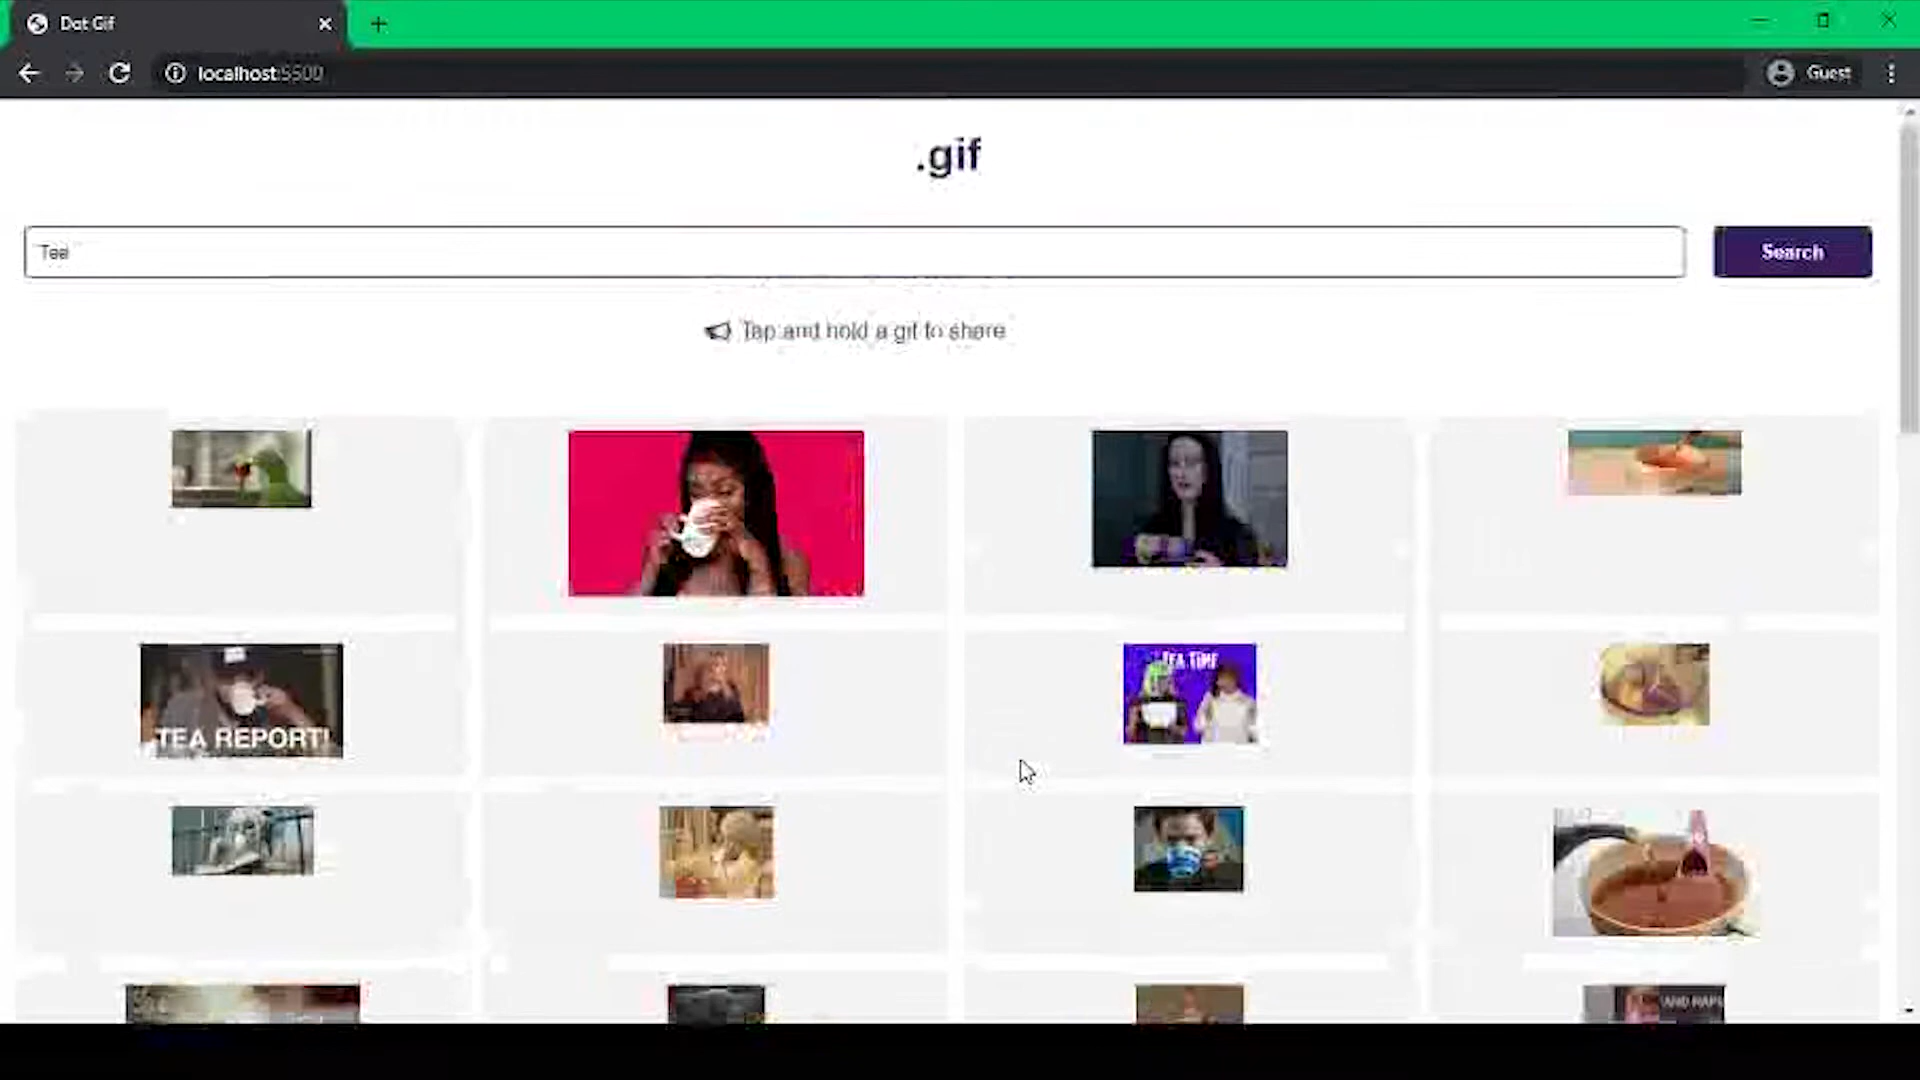 Dot Gif
localhost:5500
Guest
.gif
Tea
Search
Tap and hold a gif to share
TEA TIME
TEA REPORT!